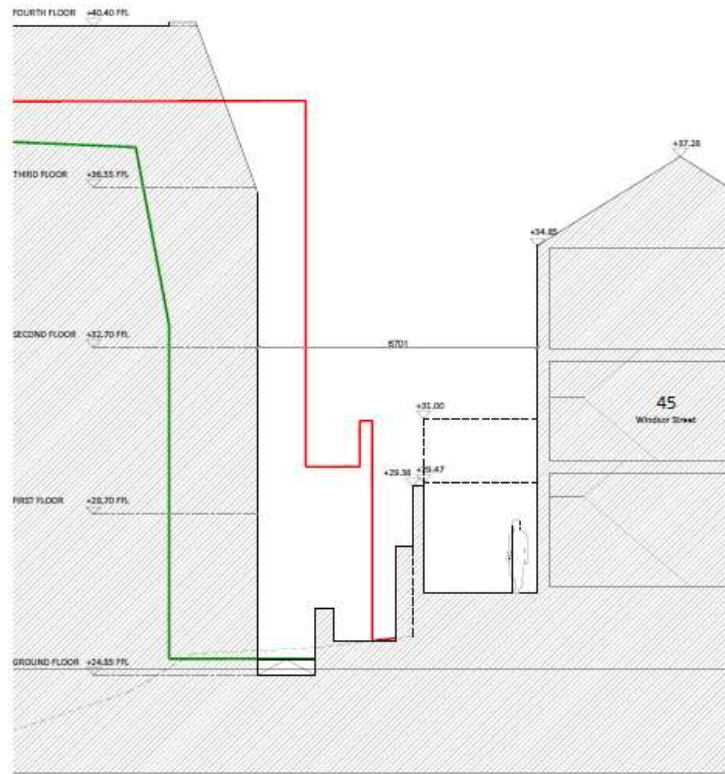 FOURTH FLOOR +40.40 FFL
+37.28
THIRD FLOOR +36.55 FFL
+34.85
SECOND FLOOR +32.70 FFL
6701
+31.00
45
Windsor Street
+29.38 +29.47
FIRST FLOOR +28.70 FFL
GROUND FLOOR +24.85 FFL